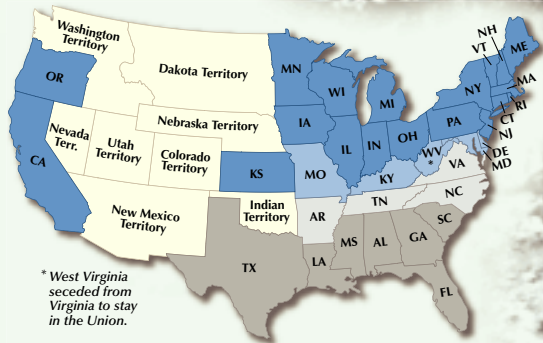 Washington
Territory
OR
Dakota Territory
MN
WI
MI
NH
VT
ME
NY
MA
RI
CT
NJ
PA
DE
MD
Nebraska Territory
IA
IL
IN
OH
Nevada
Terr.
Utah
Territory
Colorado
Territory
CA
KS
MO
KY
WV
*
VA
NC
TN
New Mexico
Territory
Indian
Territory
AR
SC
TX
LA
MS
AL
GA
FL
* West Virginia
seceded from
Virginia to stay
in the Union.